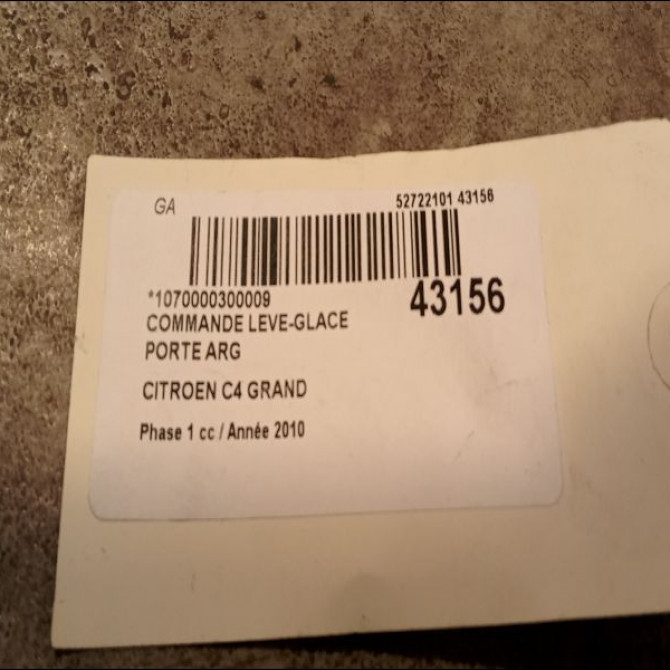 GA 52722101 43156
*1070000300009 43156
COMMANDE LEVE-GLACE
PORTE ARG
CITROEN C4 GRAND
Phase 1 cc / Année 2010